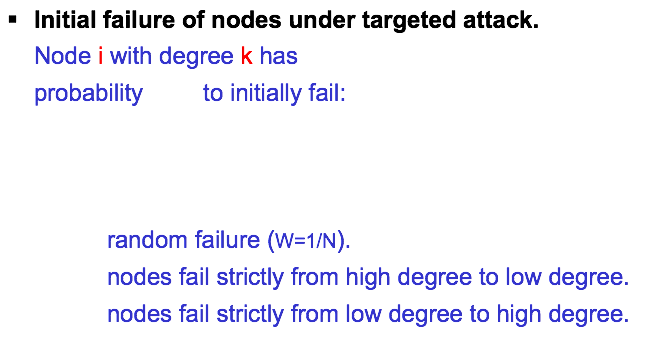 ▪ Initial failure of nodes under targeted attack.
Node i with degree k has
probability to initially fail:
random failure (W=1/N).
nodes fail strictly from high degree to low degree.
nodes fail strictly from low degree to high degree.